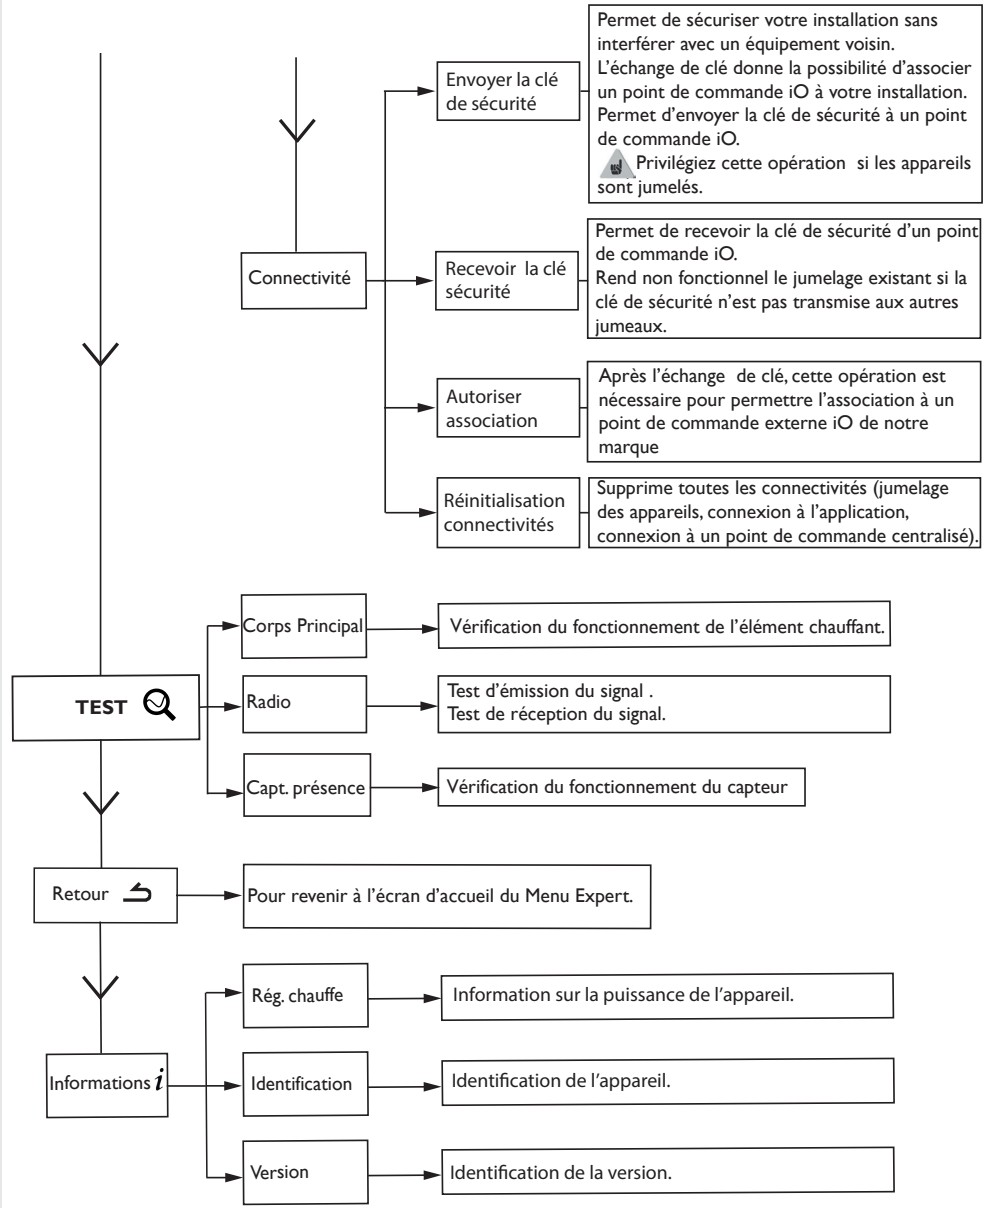 Permet de sécuriser votre installation sans
interférer avec un équipement voisin.
L'échange de clé donne la possibilité d'associer
un point de commande iO à votre installation.
Permet d'envoyer la clé de sécurité à un point
de commande iO.
Privilégiez cette opération si les appareils
sont jumelés.
Envoyer la clé
de sécurité
Connectivité
Recevoir la clé
sécurité
Permet de recevoir la clé de sécurité d'un point
de commande iO.
Rend non fonctionnel le jumelage existant si la
clé de sécurité n'est pas transmise aux autres
jumeaux.
Autoriser
association
Après l'échange de clé, cette opération est
nécessaire pour permettre l'association à un
point de commande externe iO de notre
marque
Réinitialisation
connectivités
Supprime toutes les connectivités (jumelage
des appareils, connexion à l'application,
connexion à un point de commande centralisé).
Corps Principal
Vérification du fonctionnement de l'élément chauffant.
TEST
Radio
Test d'émission du signal .
Test de réception du signal.
Capt. présence
Vérification du fonctionnement du capteur
Retour
Pour revenir à l'écran d'accueil du Menu Expert.
Rég. chauffe
Information sur la puissance de l'appareil.
Informations i
Identification
Identification de l'appareil.
Version
Identification de la version.